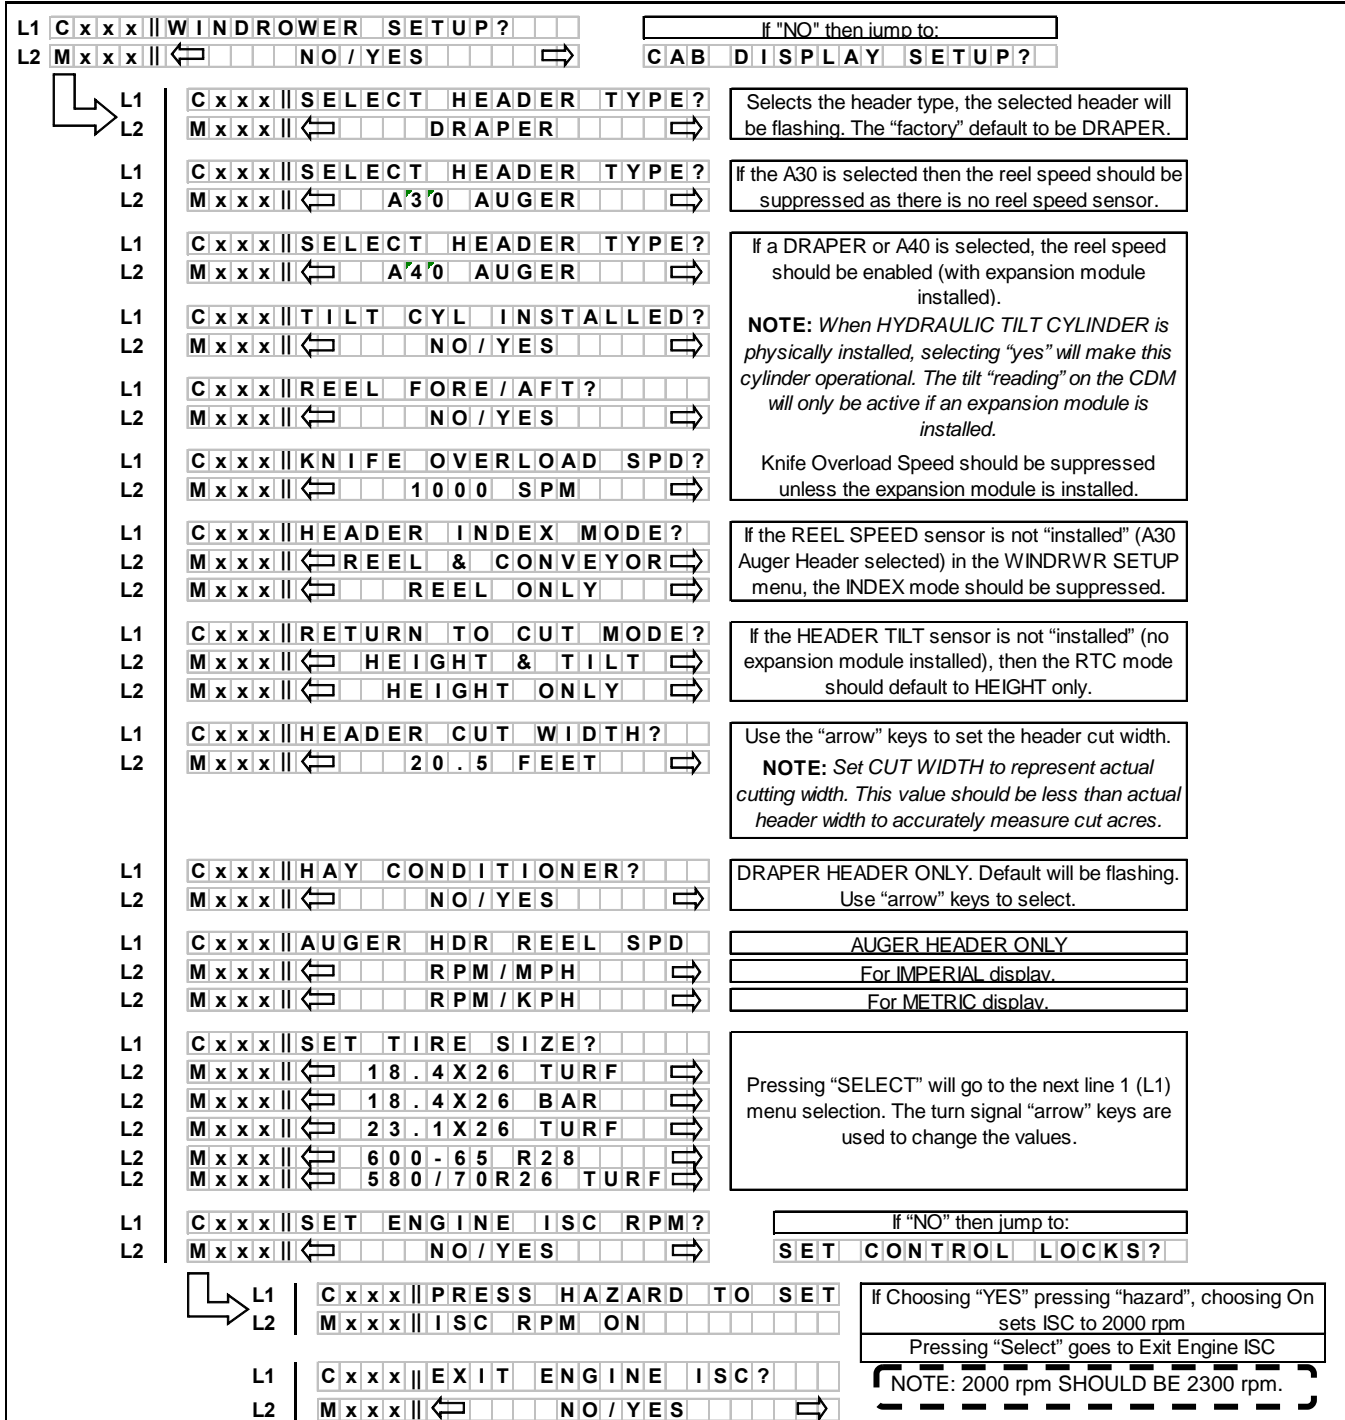 L1 Cxxx||WINDROWER SETUP?
If "NO" then jump to:
L2 Mxxx|| NO/YES
CAB DISPLAY SETUP?
L1 Cxxx||SELECT HEADER TYPE?
L2 Mxxx|| DRAPER
Selects the header type, the selected header will
be flashing. The “factory” default to be DRAPER.
L1 Cxxx||SELECT HEADER TYPE?
L2 Mxxx|| A30 AUGER
If the A30 is selected then the reel speed should be
suppressed as there is no reel speed sensor.
L1 Cxxx||SELECT HEADER TYPE?
L2 Mxxx|| A40 AUGER
L1 Cxxx||TILT CYL INSTALLED?
L2 Mxxx|| NO/YES
L1 Cxxx||REEL FORE/AFT?
L2 Mxxx|| NO/YES
L1 Cxxx||KNIFE OVERLOAD SPD?
L2 Mxxx|| 1000 SPM
If a DRAPER or A40 is selected, the reel speed
should be enabled (with expansion module
installed).
NOTE: When HYDRAULIC TILT CYLINDER is
physically installed, selecting “yes” will make this
cylinder operational. The tilt “reading” on the CDM
will only be active if an expansion module is
installed.
Knife Overload Speed should be suppressed
unless the expansion module is installed.
L1 Cxxx||HEADER INDEX MODE?
L2 Mxxx|| REEL & CONVEYOR
L2 Mxxx|| REEL ONLY
If the REEL SPEED sensor is not “installed” (A30
Auger Header selected) in the WINDRWR SETUP
menu, the INDEX mode should be suppressed.
L1 Cxxx||RETURN TO CUT MODE?
L2 Mxxx|| HEIGHT & TILT
L2 Mxxx|| HEIGHT ONLY
If the HEADER TILT sensor is not “installed” (no
expansion module installed), then the RTC mode
should default to HEIGHT only.
L1 Cxxx||HEADER CUT WIDTH?
L2 Mxxx|| 20.5 FEET
Use the “arrow” keys to set the header cut width.
NOTE: Set CUT WIDTH to represent actual
cutting width. This value should be less than actual
header width to accurately measure cut acres.
L1 Cxxx||HAY CONDITIONER?
L2 Mxxx|| NO/YES
DRAPER HEADER ONLY. Default will be flashing.
Use “arrow” keys to select.
L1 Cxxx||AUGER HDR REEL SPD
AUGER HEADER ONLY
L2 Mxxx|| RPM/MPH
For IMPERIAL display.
L2 Mxxx|| RPM/KPH
For METRIC display.
L1 Cxxx||SET TIRE SIZE?
L2 Mxxx|| 18.4X26 TURF
L2 Mxxx|| 18.4X26 BAR
L2 Mxxx|| 23.1X26 TURF
L2 Mxxx|| 600-65 R28
L2 Mxxx|| 580/70R26 TURF
Pressing “SELECT” will go to the next line 1 (L1)
menu selection. The turn signal “arrow” keys are
used to change the values.
L1 Cxxx||SET ENGINE ISC RPM?
If “NO” then jump to:
L2 Mxxx|| NO/YES
SET CONTROL LOCKS?
L1 Cxxx||PRESS HAZARD TO SET
L2 Mxxx||ISC RPM ON
If Choosing “YES” pressing “hazard”, choosing On
sets ISC to 2000 rpm
Pressing “Select” goes to Exit Engine ISC
L1 Cxxx||EXIT ENGINE ISC?
L2 Mxxx|| NO/YES
NOTE: 2000 rpm SHOULD BE 2300 rpm.